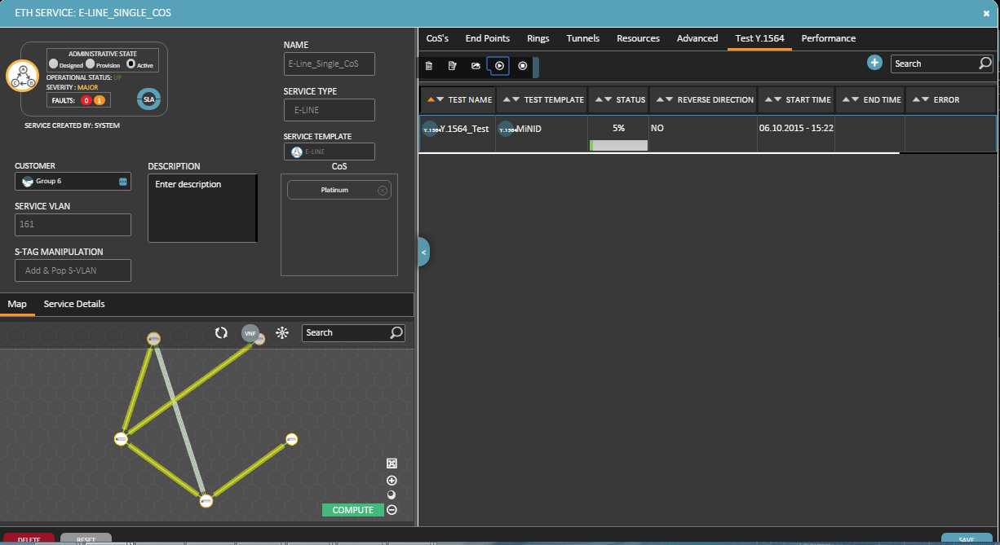 ETH SERVICE: E-LINE_SINGLE_COS
ADMINISTRATIVE STATE
Designed Provision Active
OPERATIONAL STATUS: UP
SEVERITY : MAJOR
FAULTS: 0 1
SLA
SERVICE CREATED BY: SYSTEM
NAME
E-Line_Single_CoS
SERVICE TYPE
E-LINE
SERVICE TEMPLATE
E-LINE
CUSTOMER
Group 6
DESCRIPTION
Enter description
CoS
Platinum
SERVICE VLAN
161
S-TAG MANIPULATION
Add & Pop S-VLAN
Map Service Details
VNF
Search
COMPUTE
DELETE RESET
CoS's End Points Rings Tunnels Resources Advanced Test Y.1564 Performance
Search
TEST NAME TEST TEMPLATE STATUS REVERSE DIRECTION START TIME END TIME ERROR
Y.1564 Y.1564_Test Y.1564 MiNID 5% NO 06.10.2015 - 15:22
<
SAVE